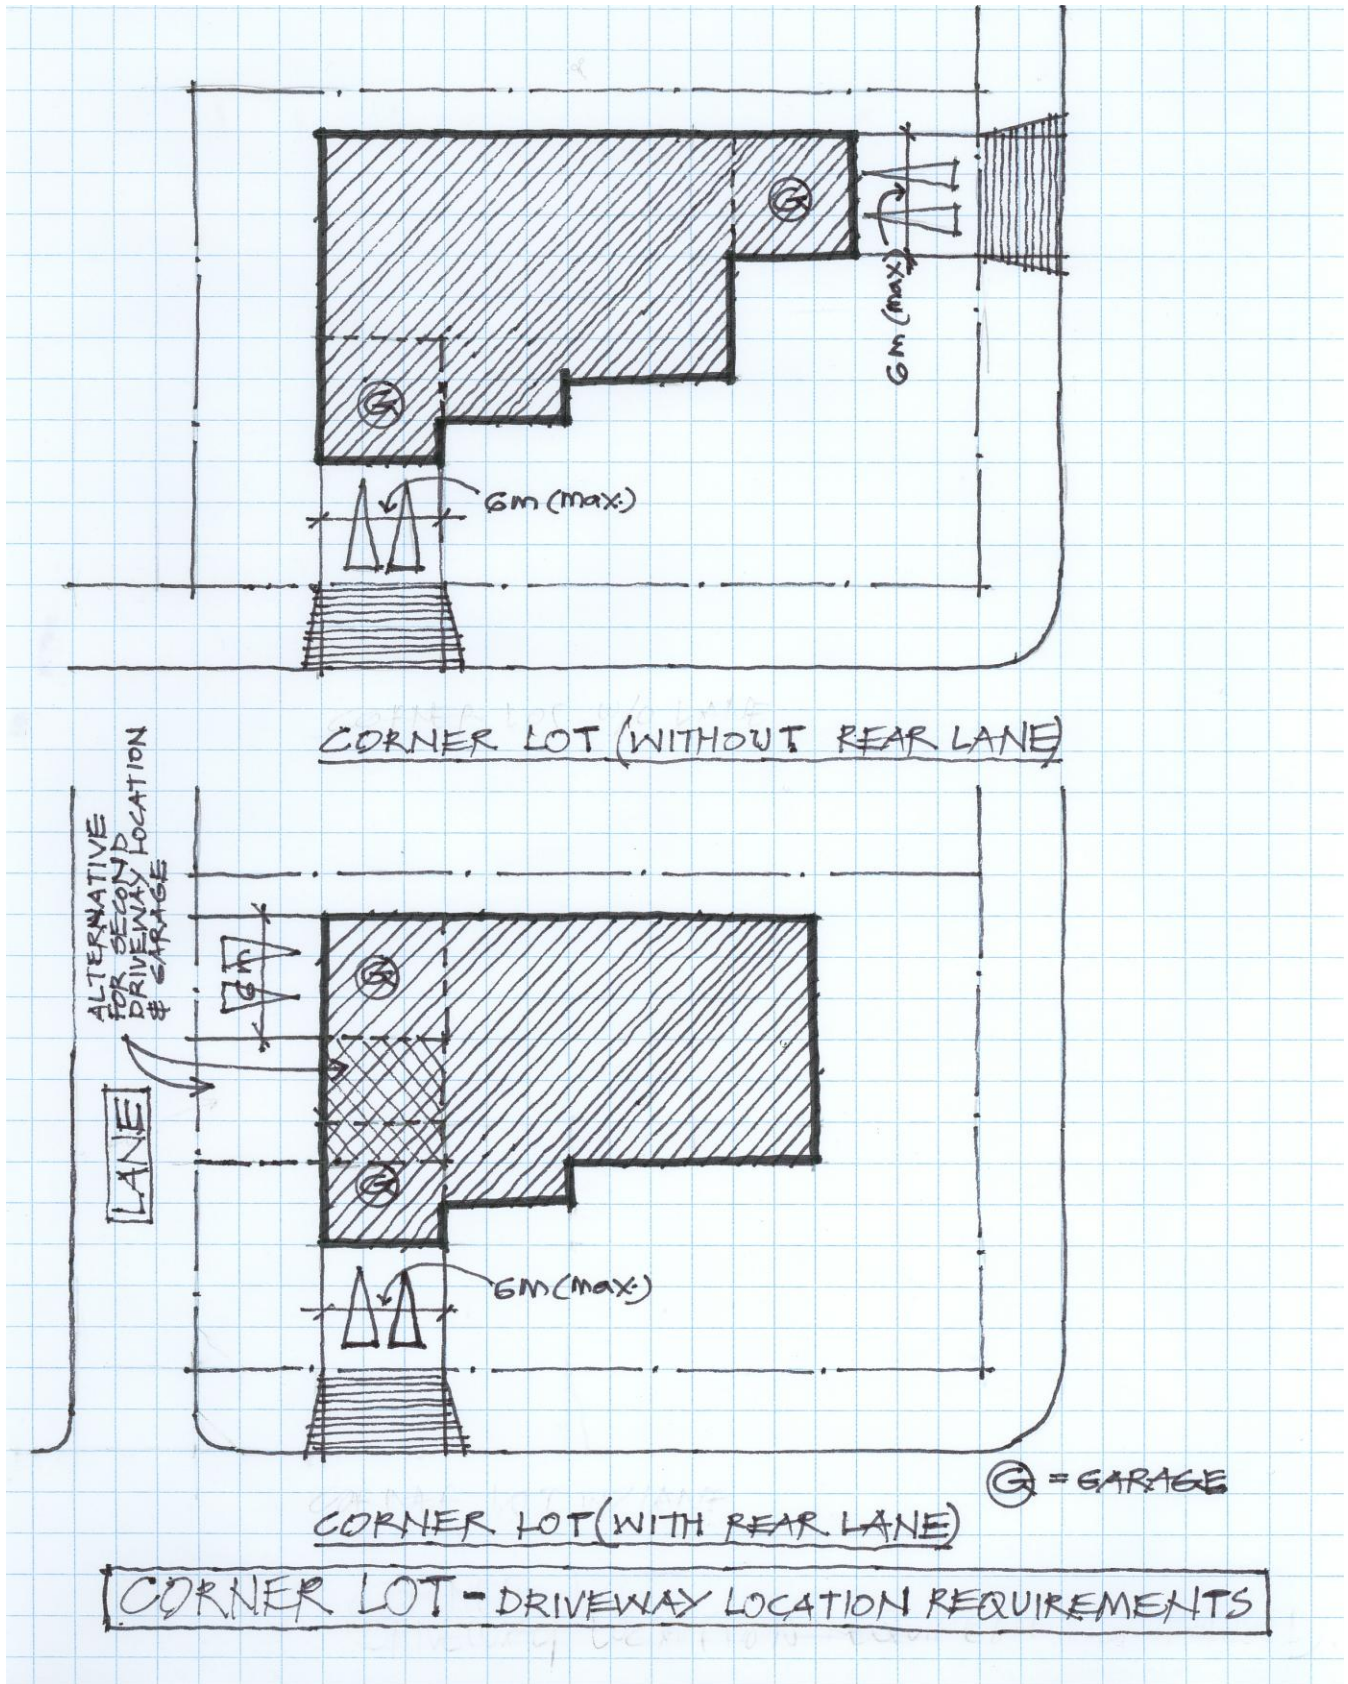 G
G
6m (max)
6m (max.)
CORNER LOT (WITHOUT REAR LANE)
ALTERNATIVE
FOR SECOND
DRIVEWAY LOCATION
& GARAGE
6m
G
LANE
G
6m (max.)
G = GARAGE
CORNER LOT (WITH REAR LANE)
CORNER LOT - DRIVEWAY LOCATION REQUIREMENTS